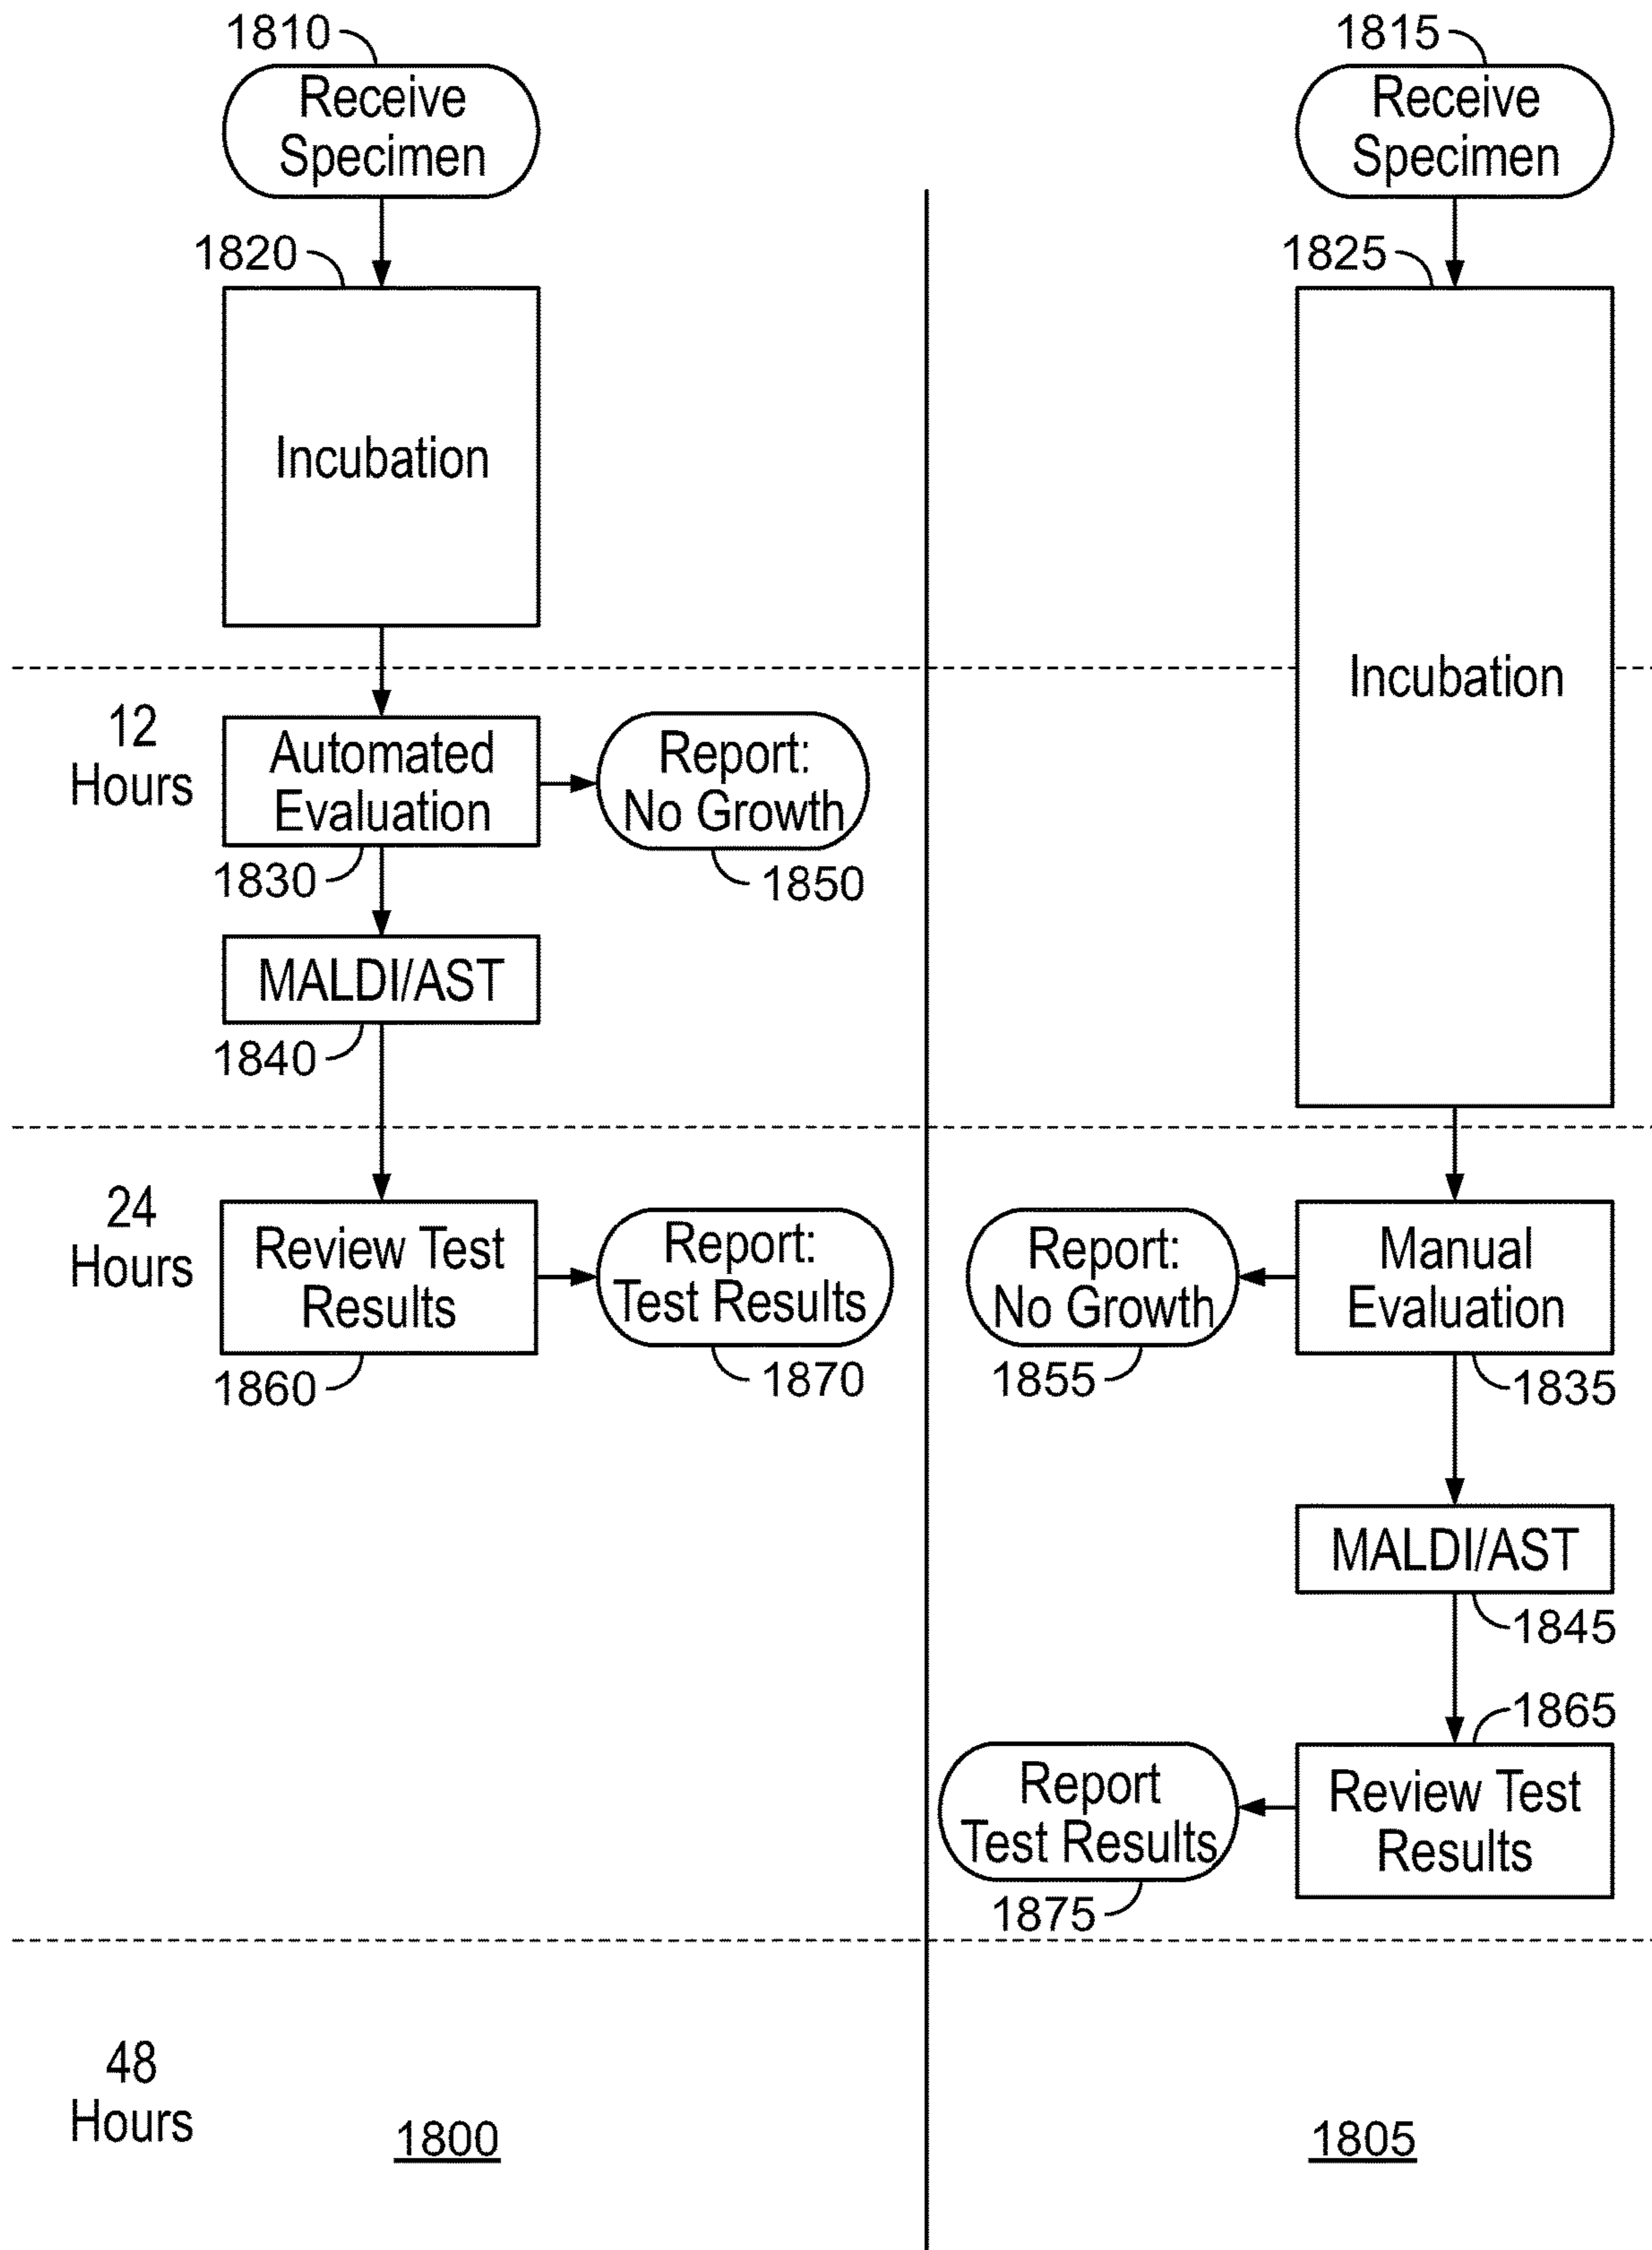 1810
Receive
Specimen
1820
Incubation
12
Hours
Automated
Evaluation
1830
Report:
No Growth
1850
MALDI/AST
1840
24
Hours
Review Test
Results
1860
Report:
Test Results
1870
48
Hours
1800
1815
Receive
Specimen
1825
Incubation
Manual
Evaluation
1835
Report:
No Growth
1855
MALDI/AST
1845
1865
Review Test
Results
Report
Test Results
1875
1805